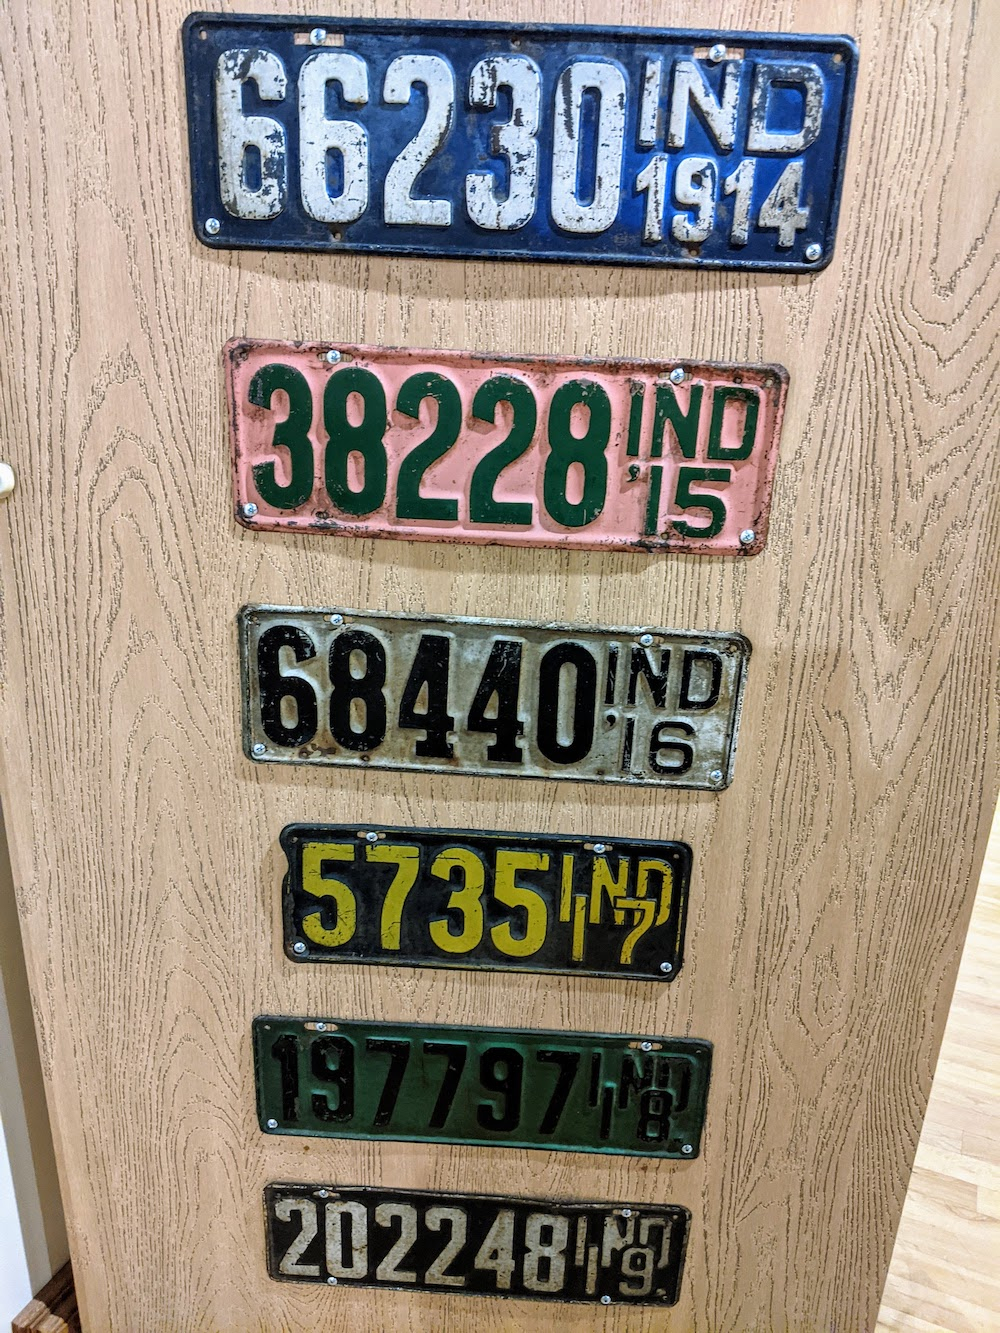 66230 IND
1914
38228 IND
'15
68440 IND
'16
5735 IND
17
197797 IND
18
202248 IND
19